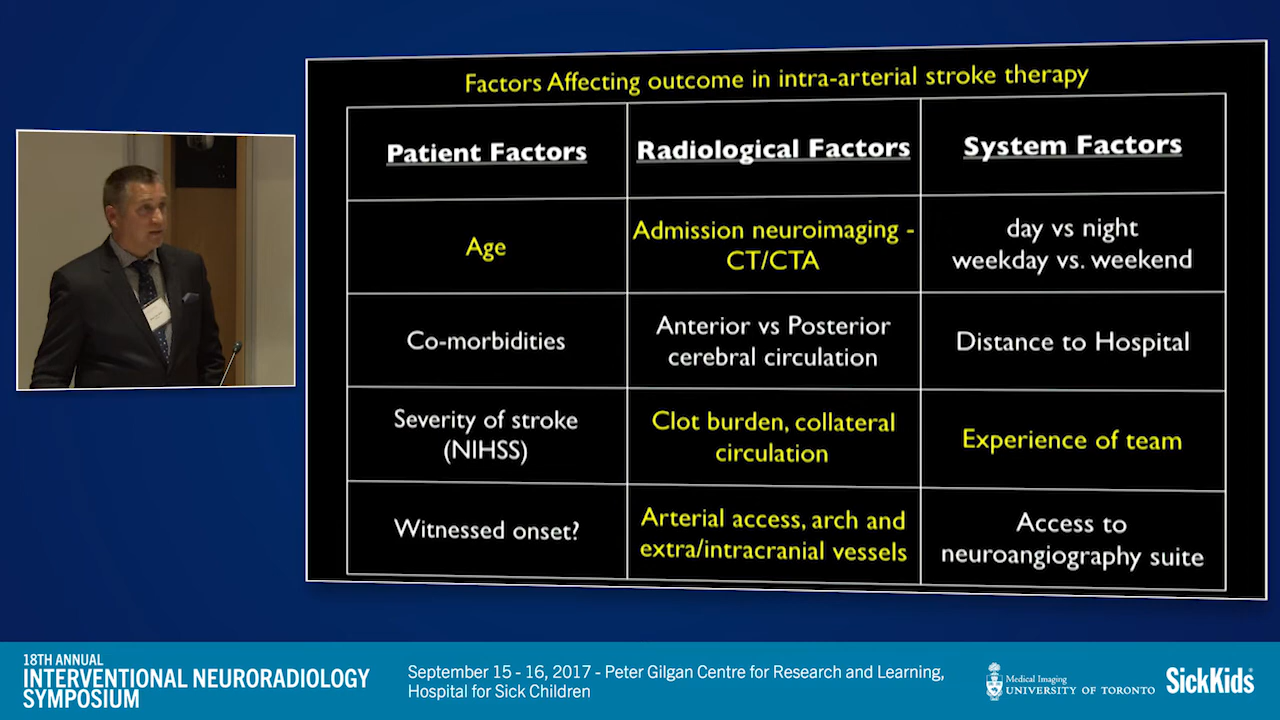 Factors Affecting outcome in intra-arterial stroke therapy
Patient Factors
Radiological Factors
System Factors
Age
Admission neuroimaging -
CT/CTA
day vs night
weekday vs. weekend
Co-morbidities
Anterior vs Posterior
cerebral circulation
Distance to Hospital
Severity of stroke
(NIHSS)
Clot burden, collateral
circulation
Experience of team
Witnessed onset?
Arterial access, arch and
extra/intracranial vessels
Access to
neuroangiography suite
18TH ANNUAL
INTERVENTIONAL NEURORADIOLOGY
SYMPOSIUM
September 15 - 16, 2017 - Peter Gilgan Centre for Research and Learning,
Hospital for Sick Children
Medical Imaging
UNIVERSITY OF TORONTO
SickKids